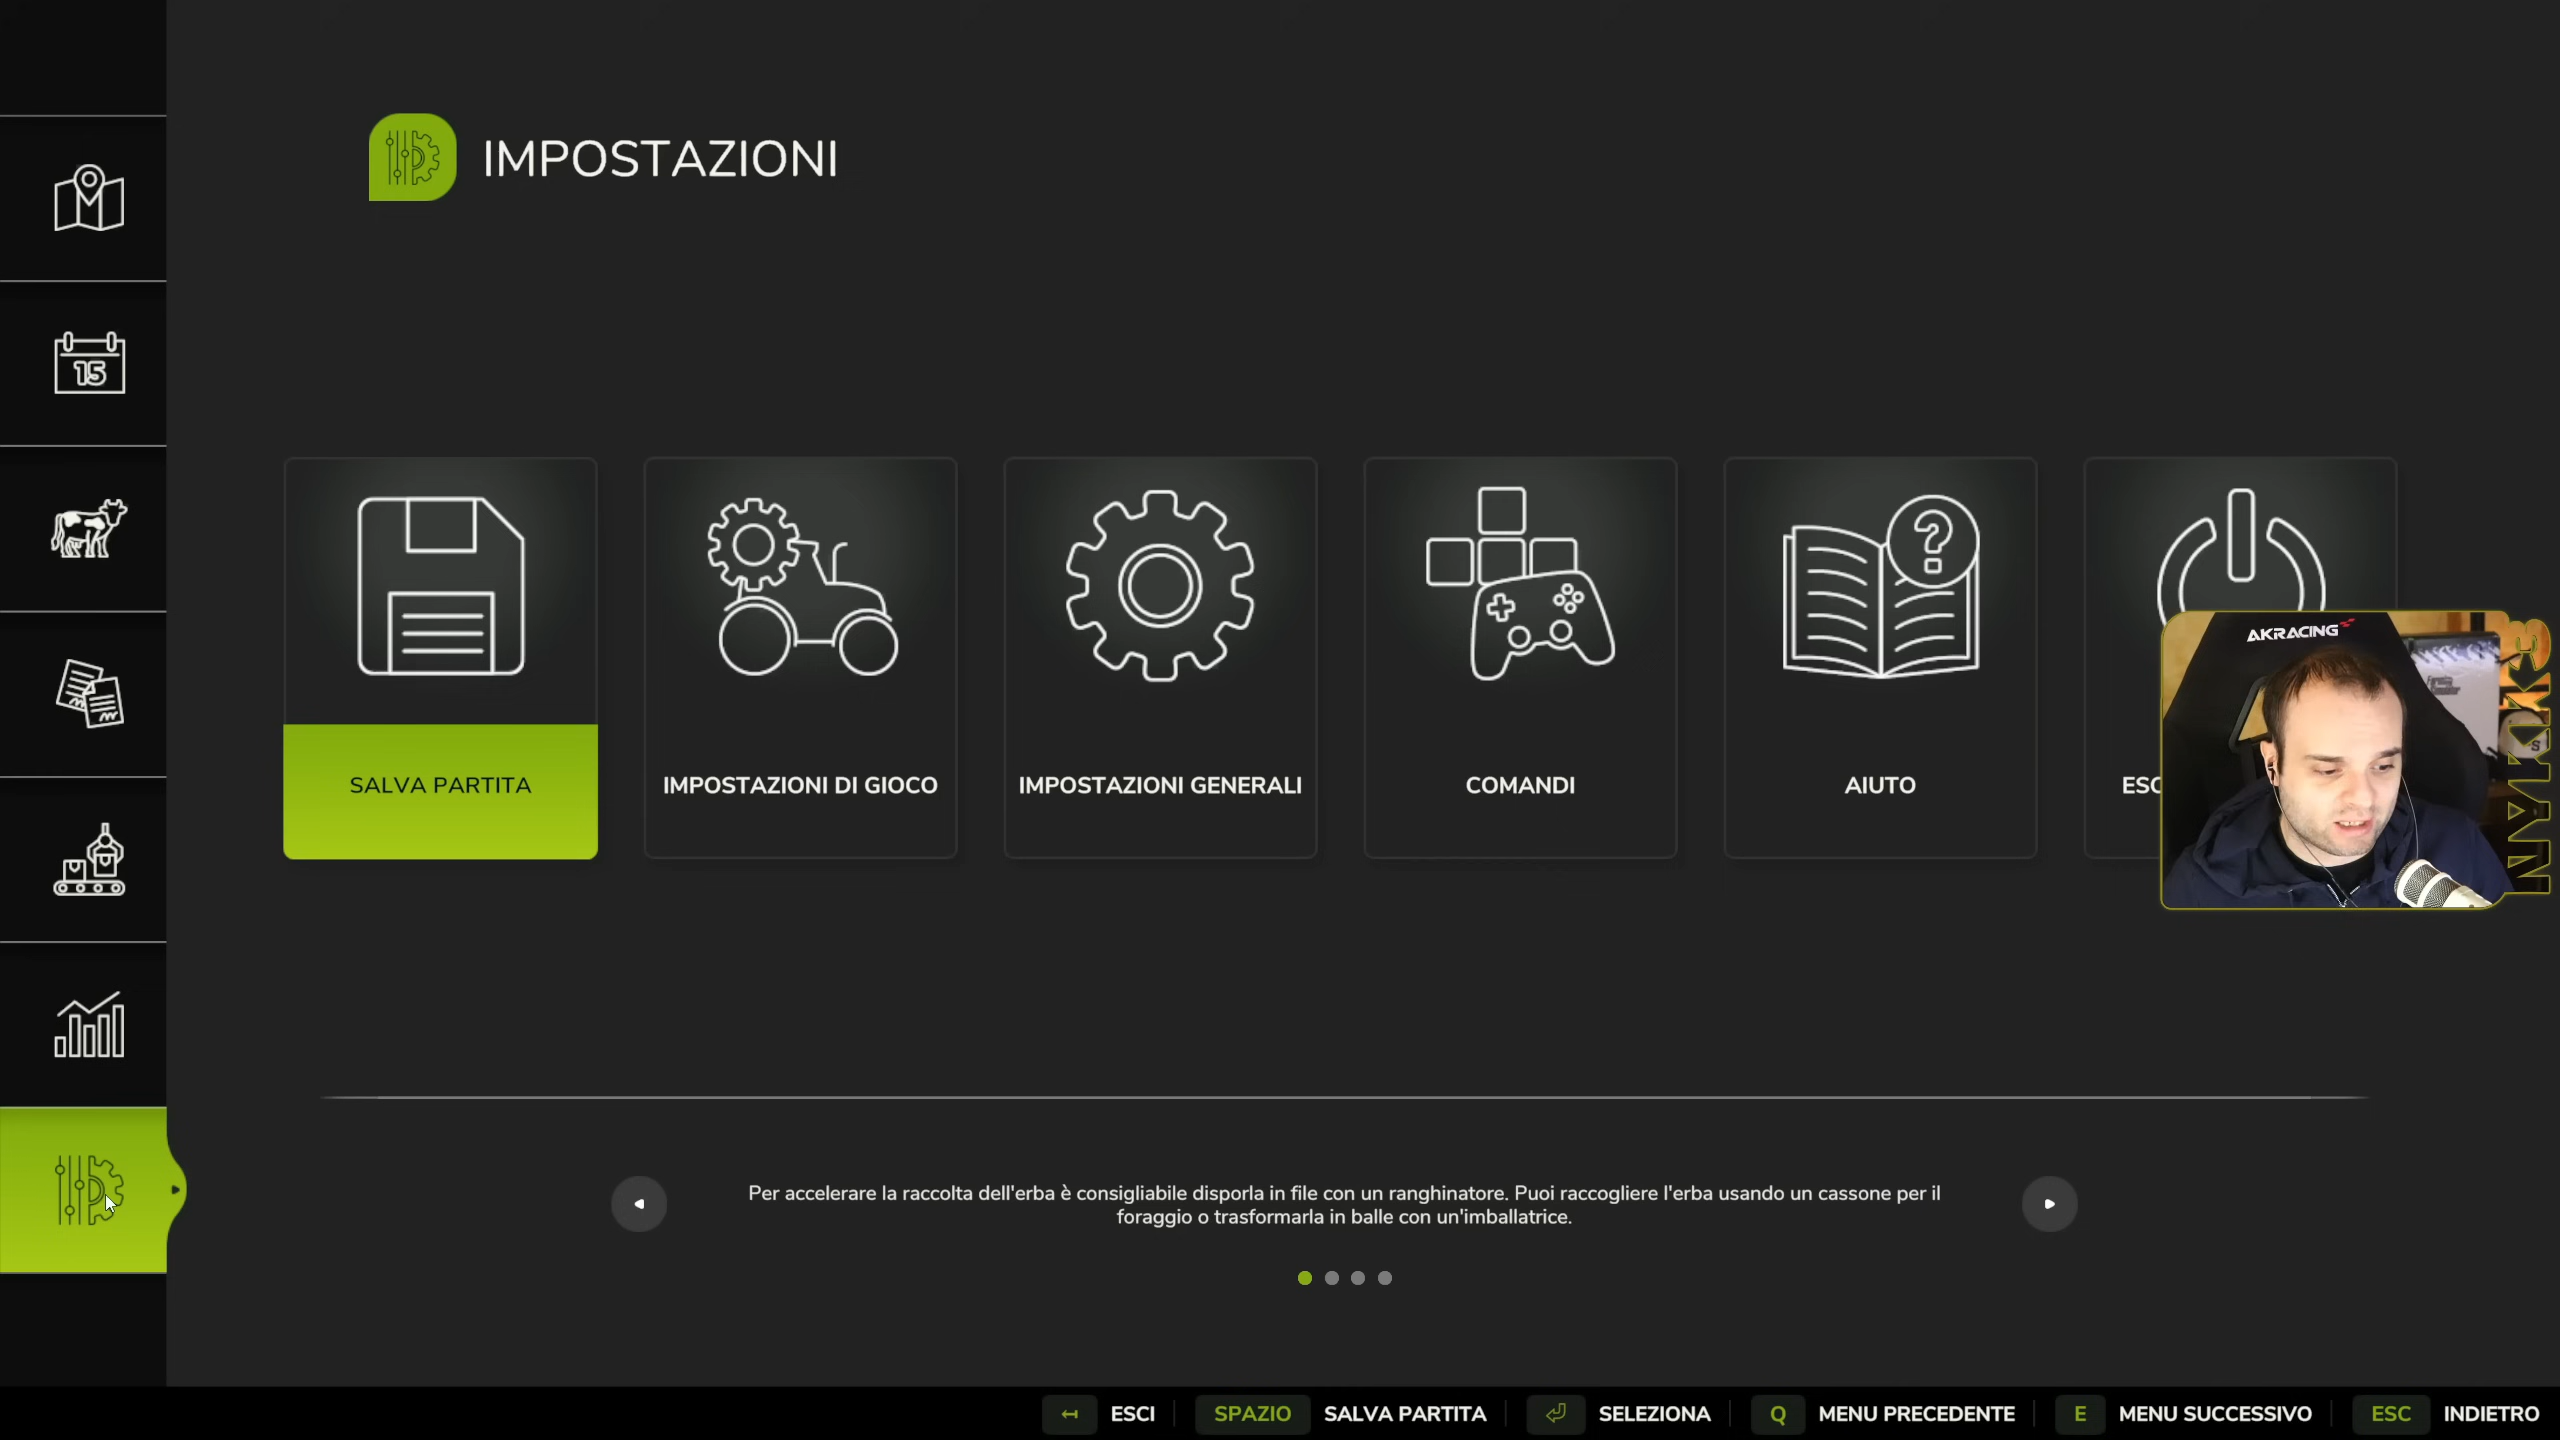 IMPOSTAZIONI
15
SALVA PARTITA
IMPOSTAZIONI DI GIOCO
IMPOSTAZIONI GENERALI
COMANDI
AIUTO
AKRACING
Per accelerare la raccolta dell'erba è consigliabile disporla in file con un ranghinatore. Puoi raccogliere l'erba usando un cassone per il
foraggio o trasformarla in balle con un'imballatrice.
ESCI
SPAZIO SALVA PARTITA
SELEZIONA
Q MENU PRECEDENTE
E MENU SUCCESSIVO
ESC INDIETRO